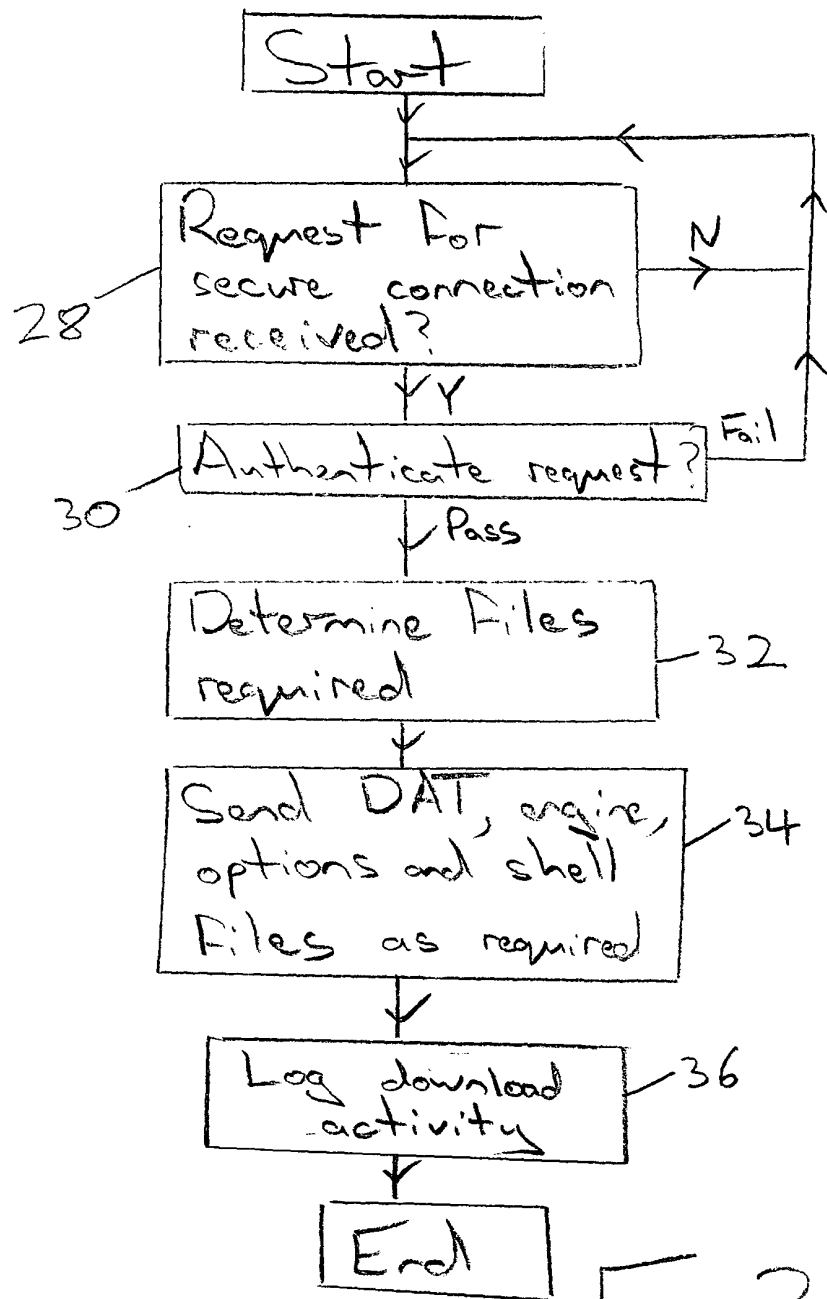 Start
Request For
secure connection
received?
N
28
Y
Authenticate request?
Fail
30
Pass
Determine Files
required
32
Send DAT, engine,
options and shell
Files as required
34
Log download
activity
36
End